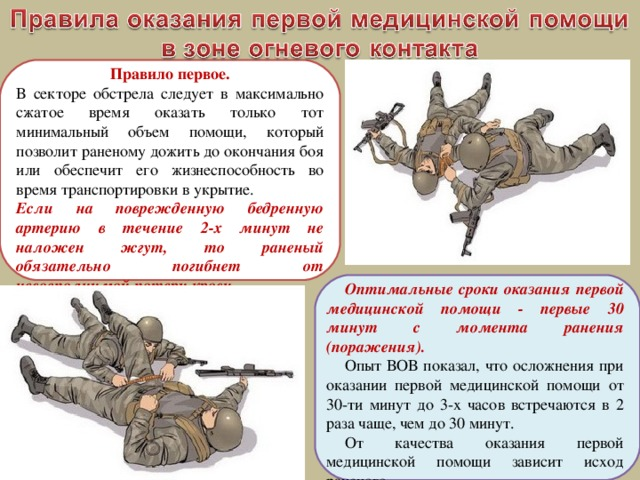 Правила оказания первой медицинской помощи
в зоне огневого контакта
Правило первое.
В секторе обстрела следует в максимально
сжатое время оказать только тот
минимальный объем помощи, который
позволит раненому дожить до окончания боя
или обеспечит его жизнеспособность во
время транспортировки в укрытие.
Если на поврежденную бедренную
артерию в течение 2-х минут не
наложен жгут, то раненый
обязательно погибнет от
Оптимальные сроки оказания первой
медицинской помощи - первые 30
минут с момента ранения
(поражения).
Опыт ВОВ показал, что осложнения при
оказании первой медицинской помощи от
30-ти минут до 3-х часов встречаются в 2
раза чаще, чем до 30 минут.
От качества оказания первой
медицинской помощи зависит исход